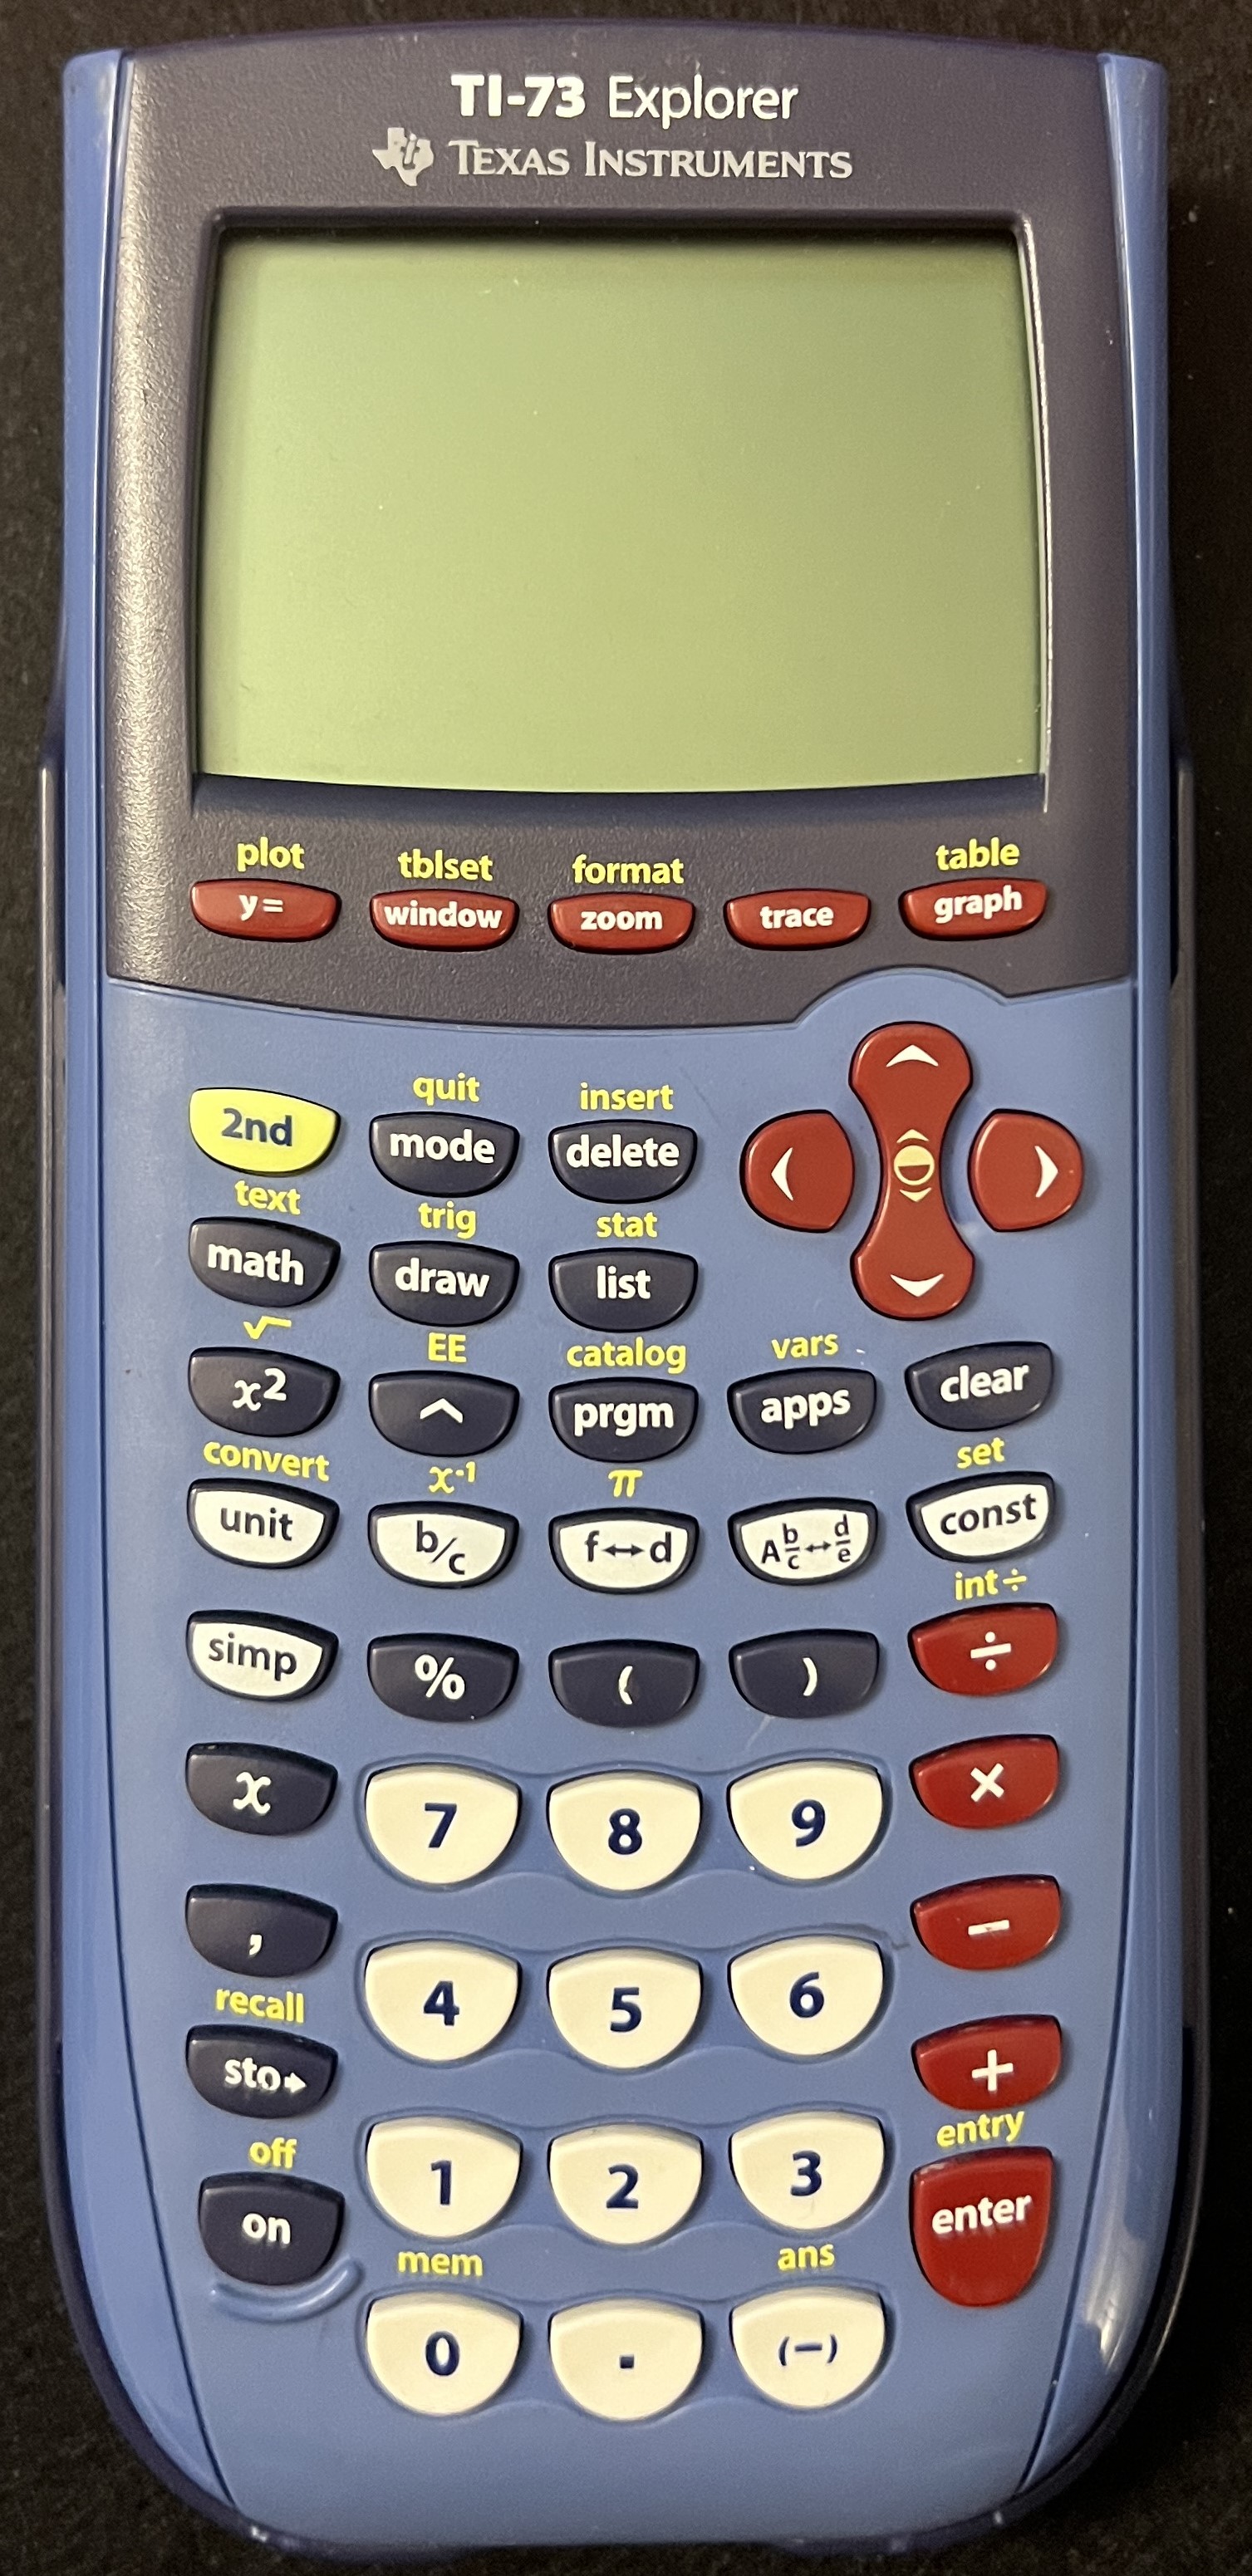 TI-73 Explorer
TEXAS INSTRUMENTS
plot tblset format table
y= window zoom trace graph
quit insert
2nd mode delete
text trig stat
math draw list
√ EE catalog vars
x² ^ prgm apps clear
convert x⁻¹ π set
unit b/c f↔d A b/c↔d/e const
int÷
simp % ( ) ÷
x 7 8 9 ×
, 4 5 6 −
recall
sto→ 1 2 3 +
off entry
on mem ans enter
0 . (−)